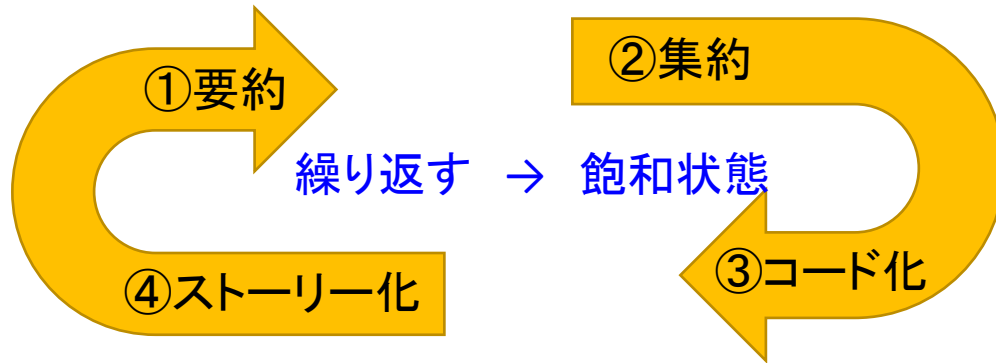 ①要約
②集約
繰り返す → 飽和状態
④ストーリー化
③コード化